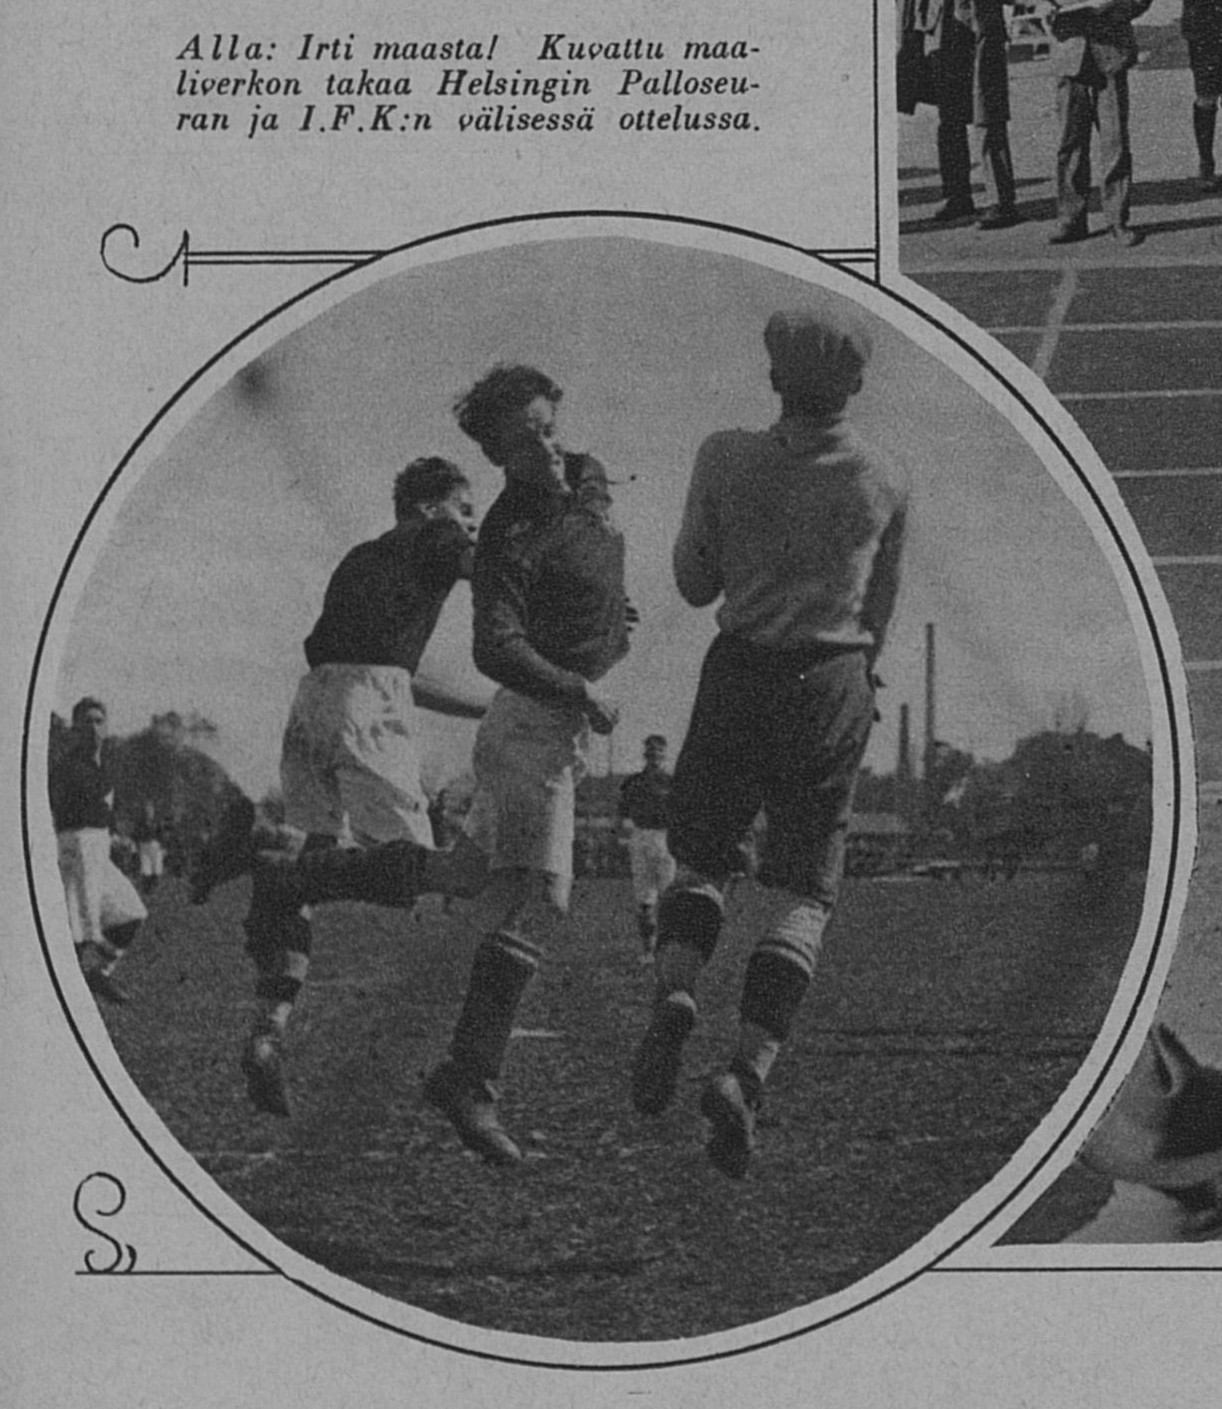 Alla: Irti maasta! Kuvattu maa-
liverkon takaa Helsingin Palloseu-
ran ja I.F.K:n välisessä ottelussa.